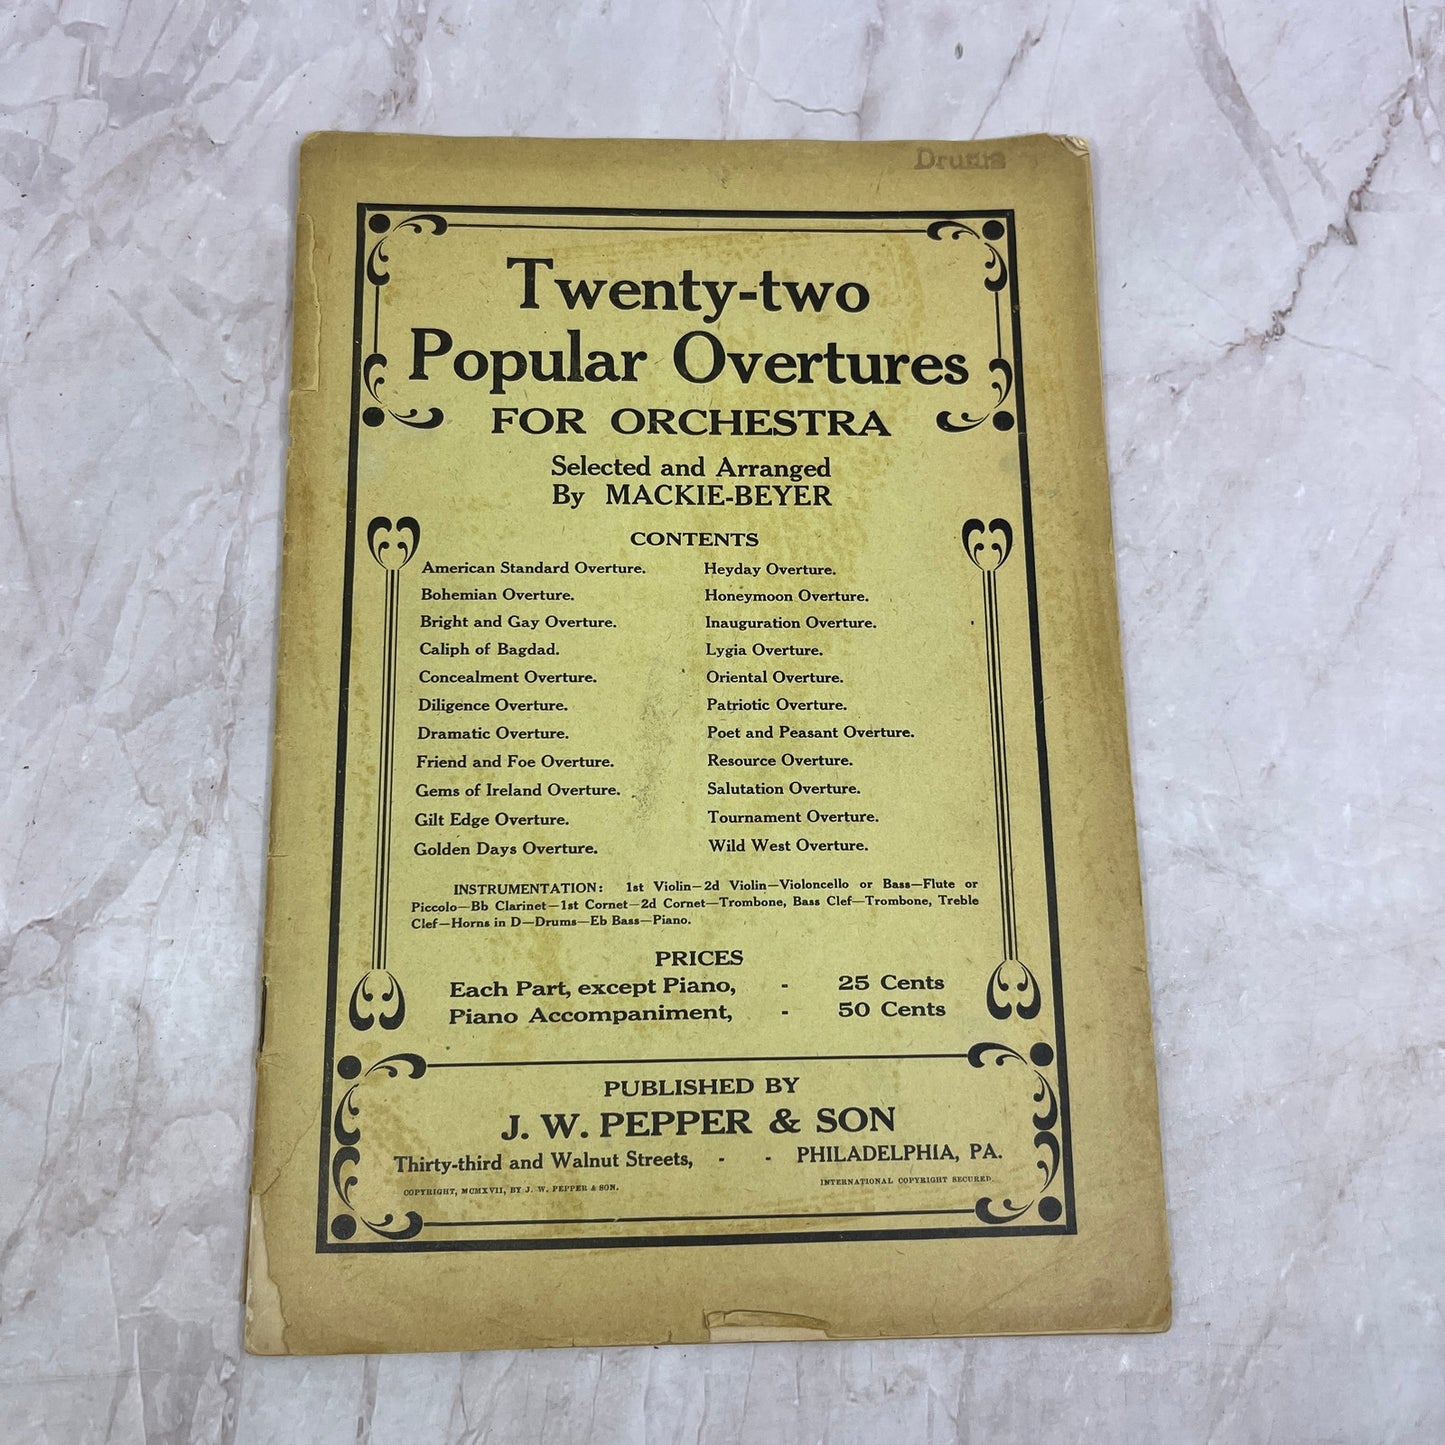 Drums
Twenty-two
Popular Overtures
FOR ORCHESTRA
Selected and Arranged
By MACKIE-BEYER
CONTENTS
American Standard Overture.
Bohemian Overture.
Bright and Gay Overture.
Caliph of Bagdad.
Concealment Overture.
Diligence Overture.
Dramatic Overture.
Friend and Foe Overture.
Gems of Ireland Overture.
Gilt Edge Overture.
Golden Days Overture.
Heyday Overture.
Honeymoon Overture.
Inauguration Overture.
Lygia Overture.
Oriental Overture.
Patriotic Overture.
Poet and Peasant Overture.
Resource Overture.
Salutation Overture.
Tournament Overture.
Wild West Overture.
INSTRUMENTATION: 1st Violin—2d Violin—Violoncello or Bass—Flute or
Piccolo—Bb Clarinet—1st Cornet—2d Cornet—Trombone, Bass Clef—Trombone, Treble
Clef—Horns in D—Drums—Eb Bass—Piano.
PRICES
Each Part, except Piano, - 25 Cents
Piano Accompaniment, - 50 Cents
PUBLISHED BY
J. W. PEPPER & SON
Thirty-third and Walnut Streets, - - PHILADELPHIA, PA.
COPYRIGHT, MCMXVII, BY J. W. PEPPER & SON. INTERNATIONAL COPYRIGHT SECURED.